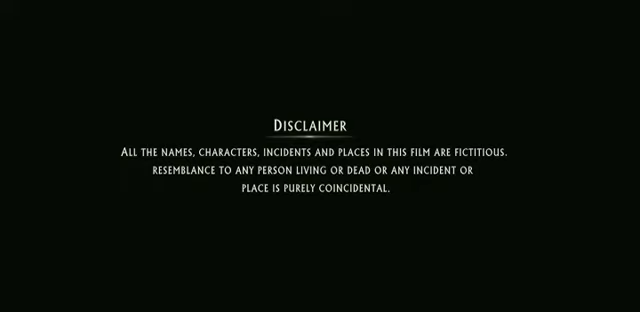 DISCLAIMER
ALL THE NAMES, CHARACTERS, INCIDENTS AND PLACES IN THIS FILM ARE FICTITIOUS.
RESEMBLANCE TO ANY PERSON LIVING OR DEAD OR ANY INCIDENT OR
PLACE IS PURELY COINCIDENTAL.